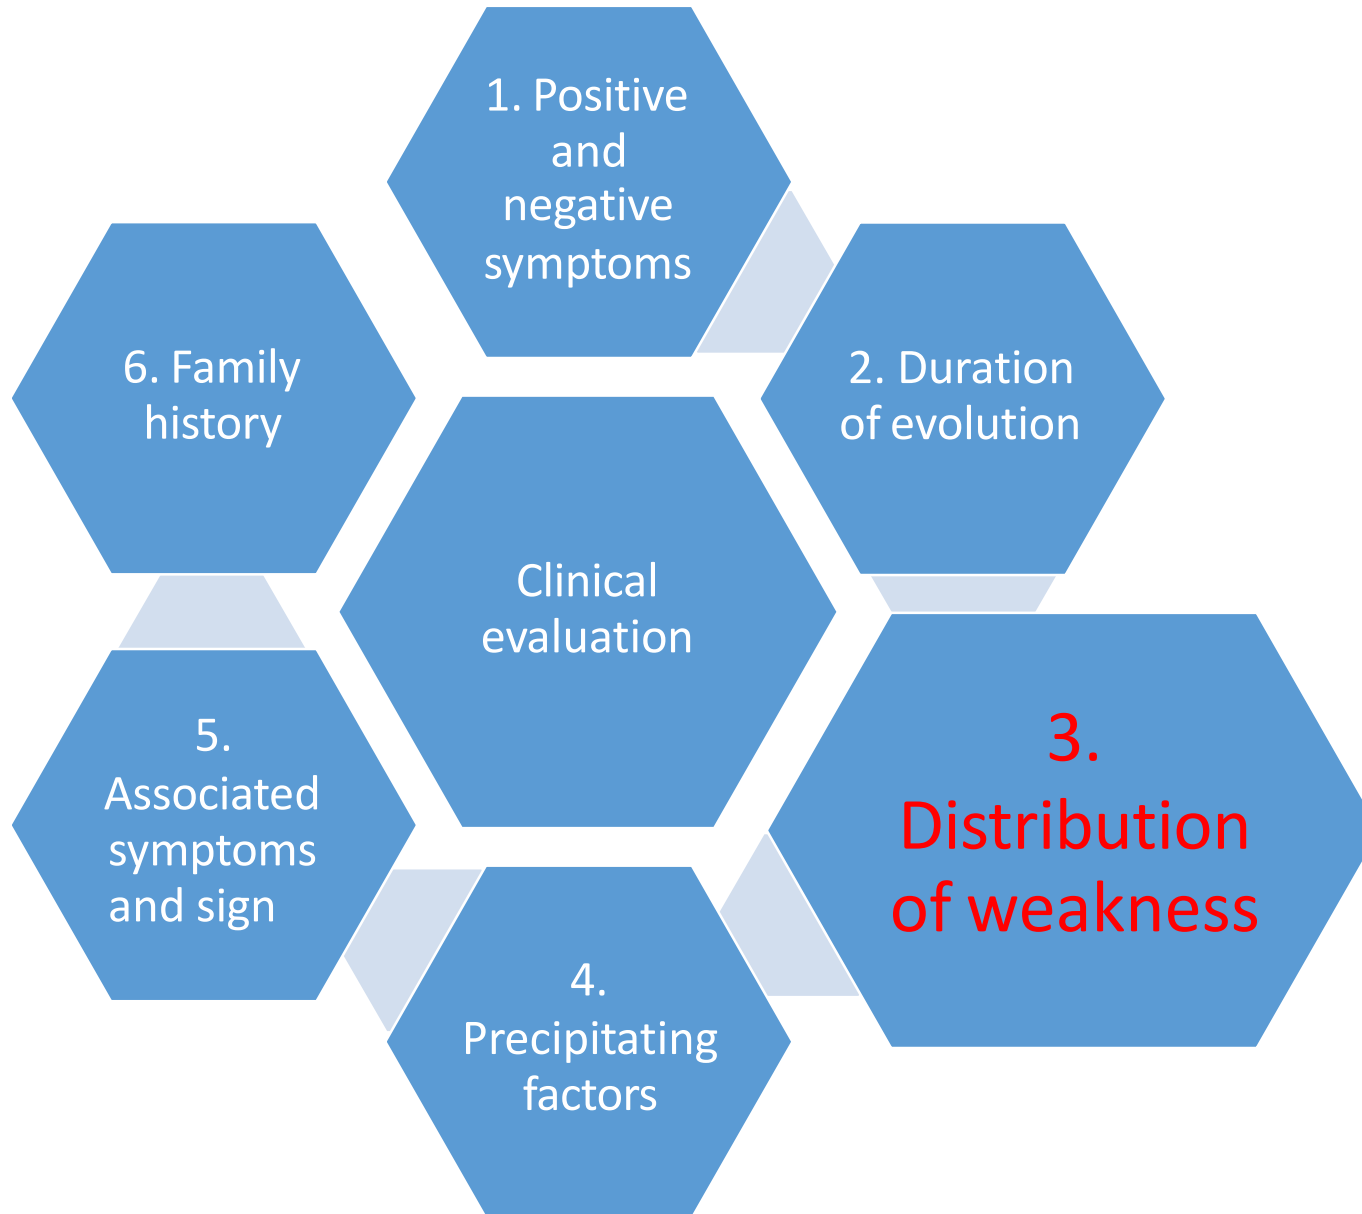 1. Positive
and
negative
symptoms
2. Duration
of evolution
3.
Distribution
of weakness
4.
Precipitating
factors
5.
Associated
symptoms
and sign
6. Family
history
Clinical
evaluation